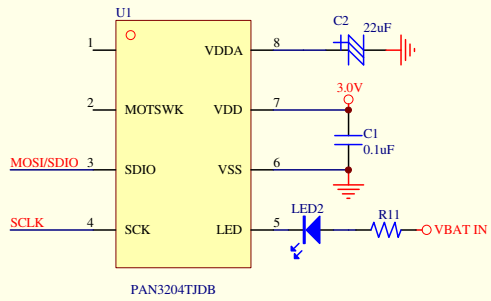 U1
C2
22uF
1
VDDA
8
3.0V
2
MOTSWK
VDD
7
C1
0.1uF
MOSI/SDIO
3
SDIO
VSS
6
LED2
R11
SCLK
4
SCK
LED
5
VBAT IN
PAN3204TJDB